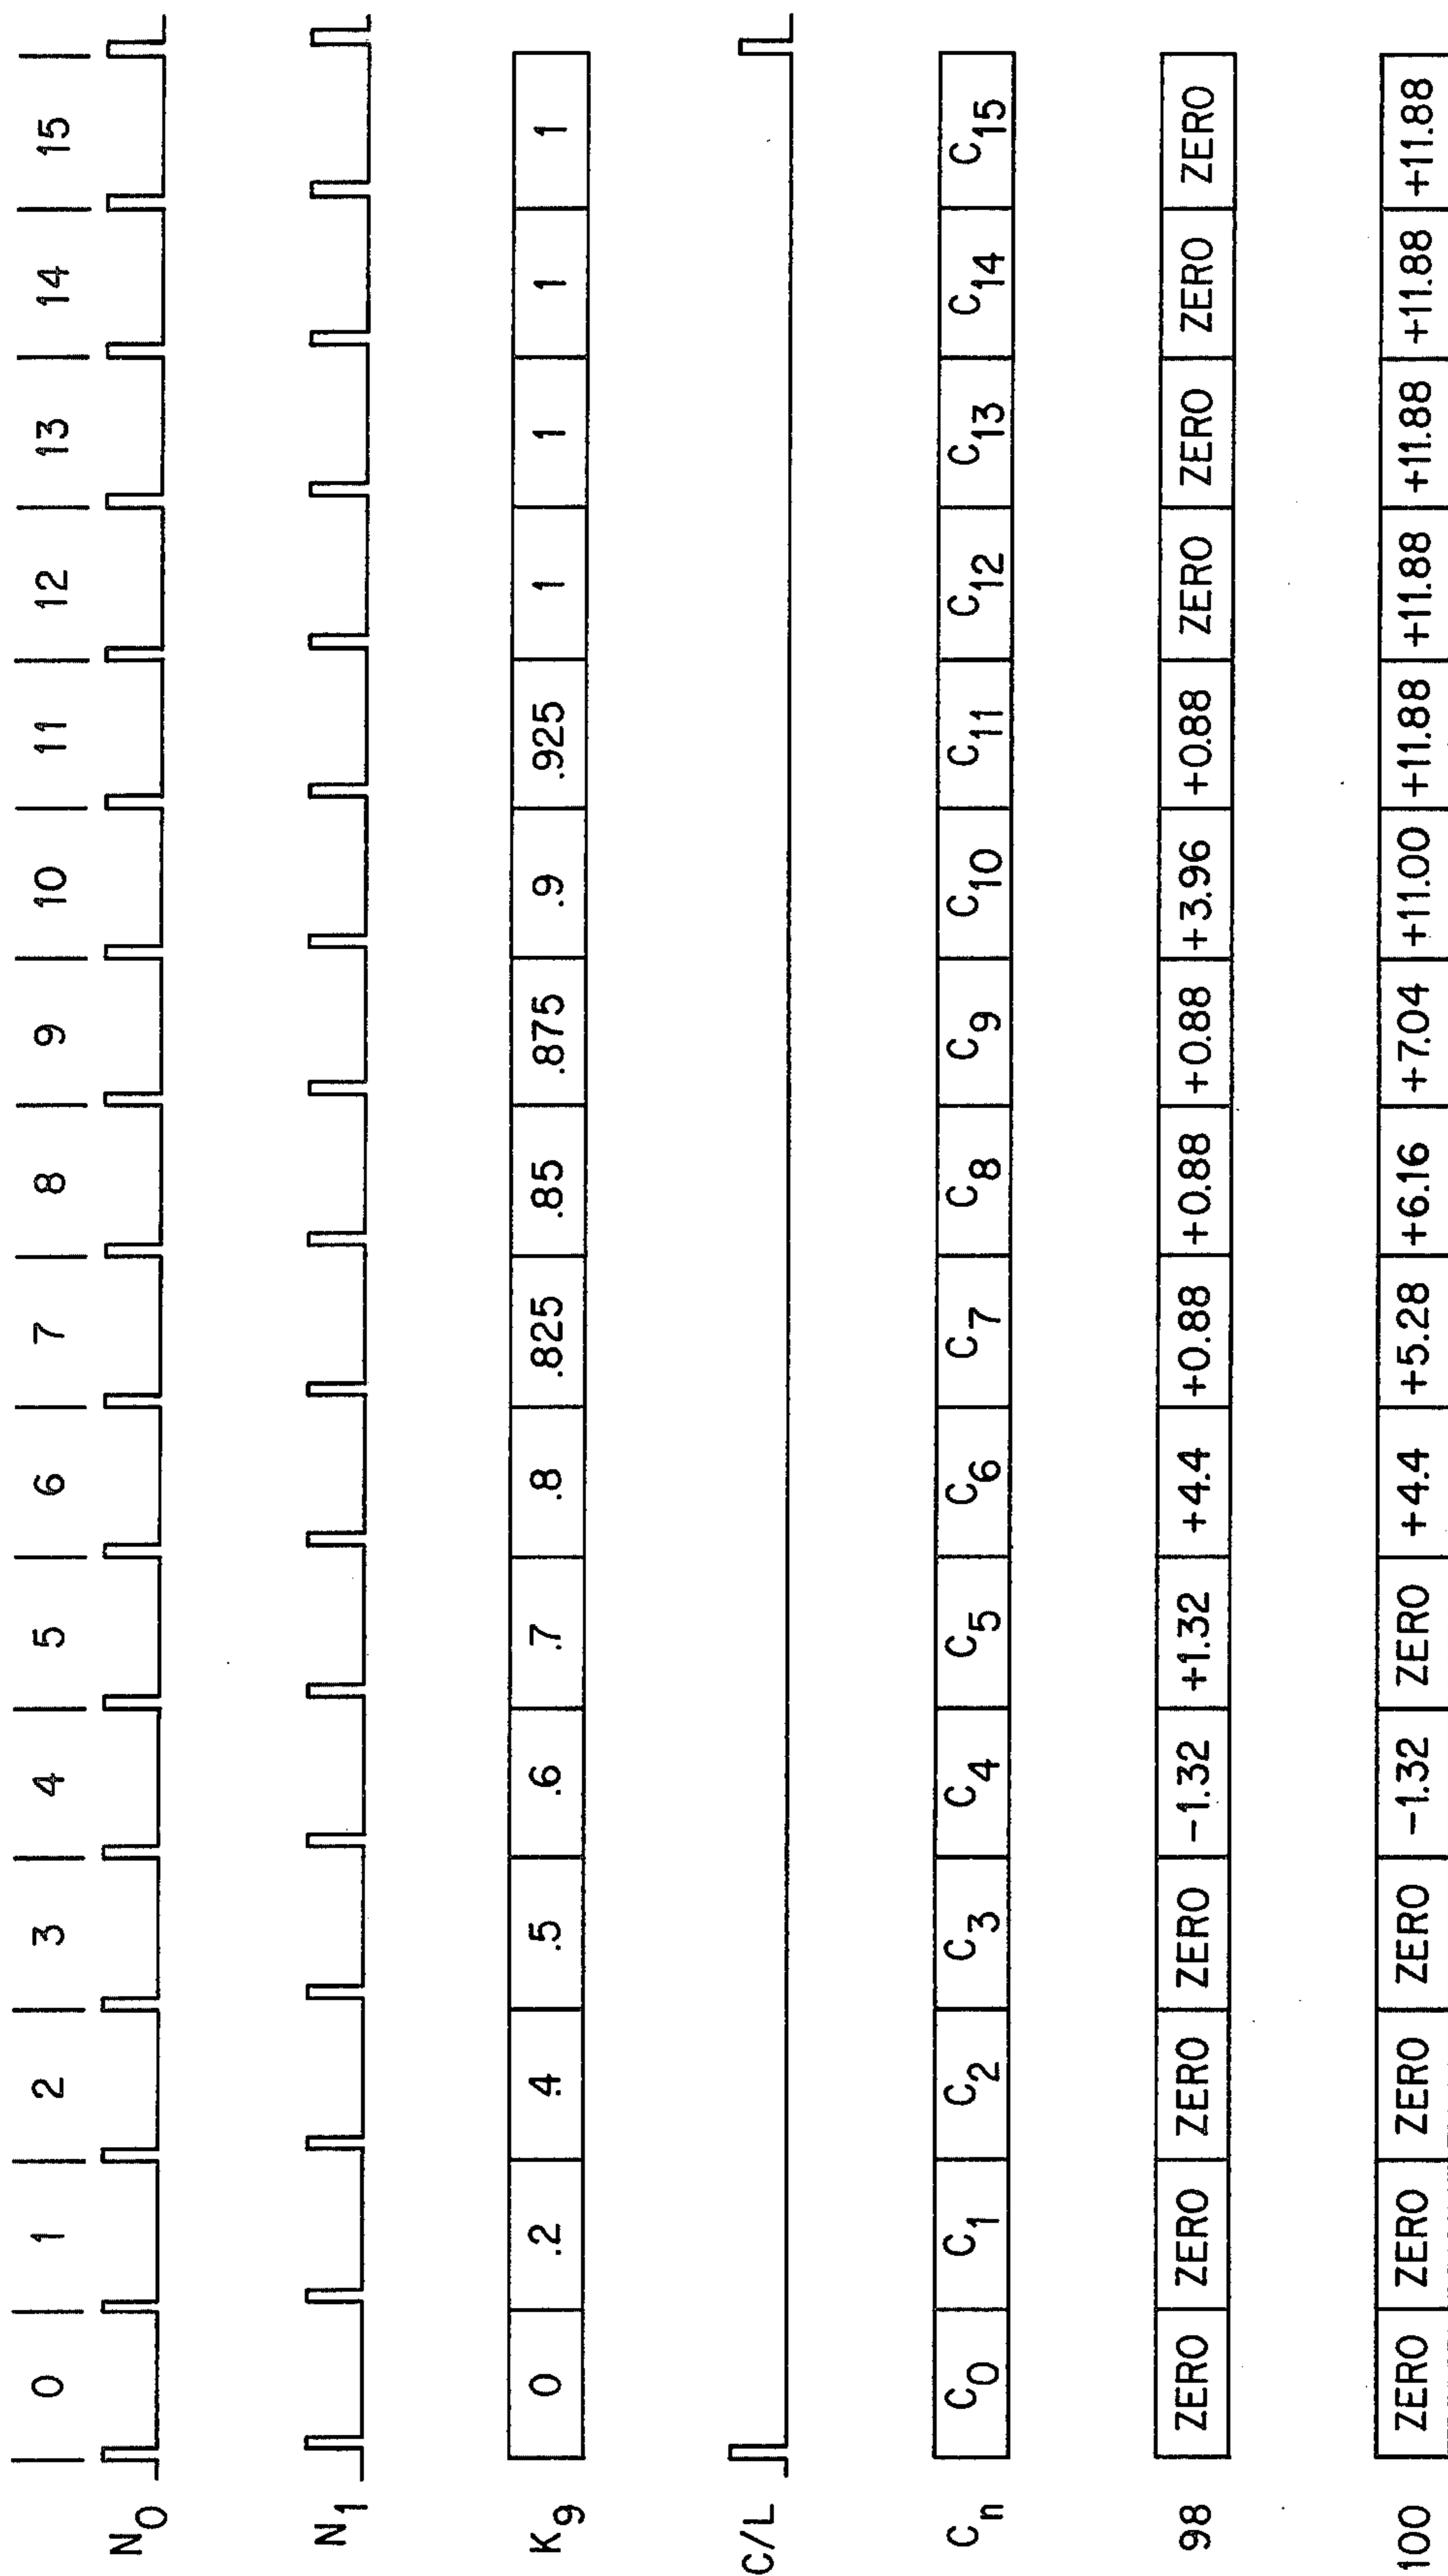 0 1 2 3 4 5 6 7 8 9 10 11 12 13 14 15
N0
N1
K9 0 .2 .4 .5 .6 .7 .8 .825 .85 .875 .9 .925 1 1 1 1
C/L
Cn C0 C1 C2 C3 C4 C5 C6 C7 C8 C9 C10 C11 C12 C13 C14 C15
98 ZERO ZERO ZERO ZERO -1.32 +1.32 +4.4 +0.88 +0.88 +0.88 +3.96 +0.88 ZERO ZERO ZERO ZERO
100 ZERO ZERO ZERO ZERO -1.32 ZERO +4.4 +5.28 +6.16 +7.04 +11.00 +11.88 +11.88 +11.88 +11.88 +11.88